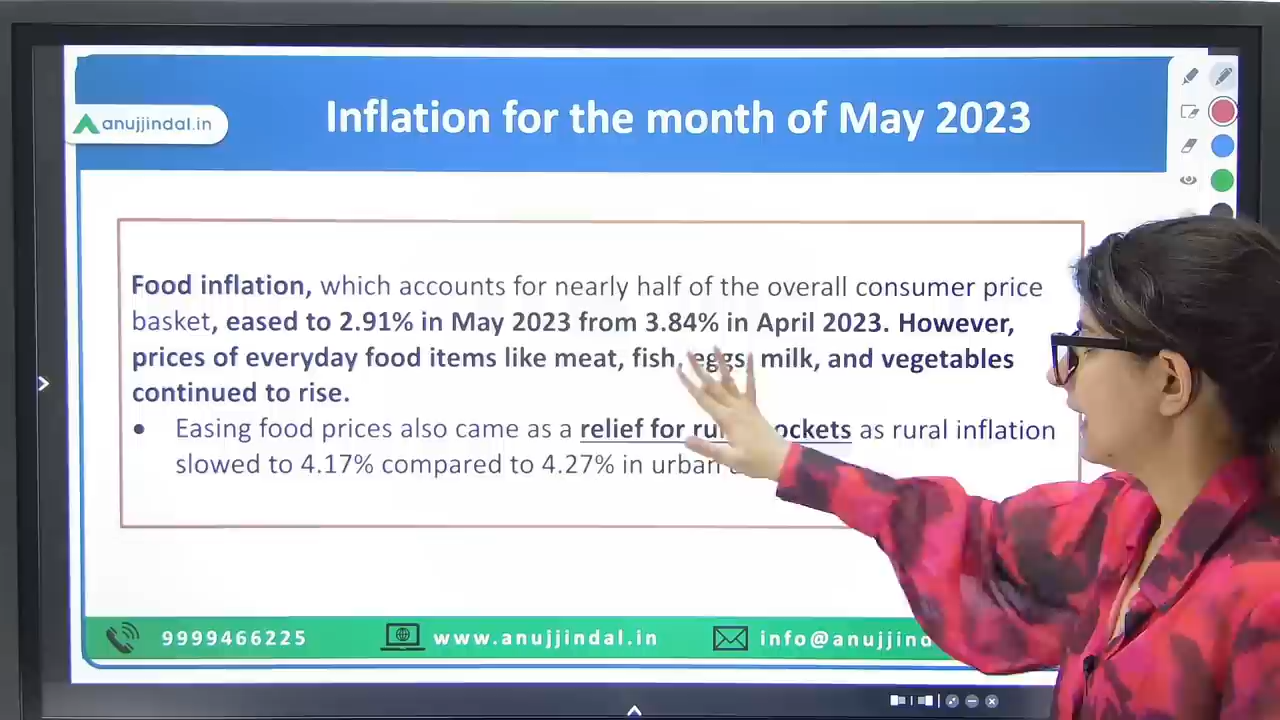 anujjindal.in
Inflation for the month of May 2023
Food inflation, which accounts for nearly half of the overall consumer price
basket, eased to 2.91% in May 2023 from 3.84% in April 2023. However,
prices of everyday food items like meat, fish, eggs, milk, and vegetables
continued to rise.
• Easing food prices also came as a relief for as rural inflation
slowed to 4.17% compared to 4.27% in urban
9999466225
www.anujjindal.in